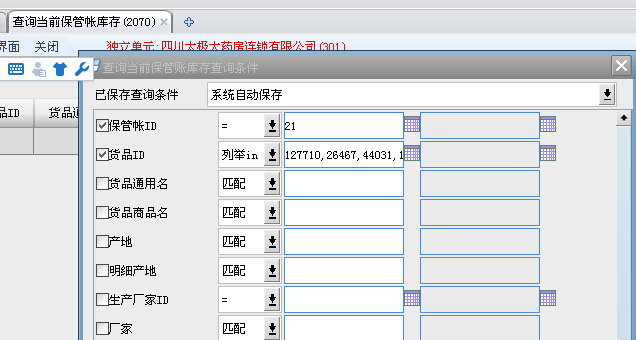 查询当前保管帐库存(2070)
界面 关闭 独立单元:四川太极大药房连锁有限公司(301)
查询当前保管账库存查询条件
品ID 货品通
已保存查询条件 系统自动保存
保管帐ID = 21
货品ID 列举in 127710,26467,44031,1
货品通用名 匹配
货品商品名 匹配
产地 匹配
明细产地 匹配
生产厂家ID =
厂家 匹配